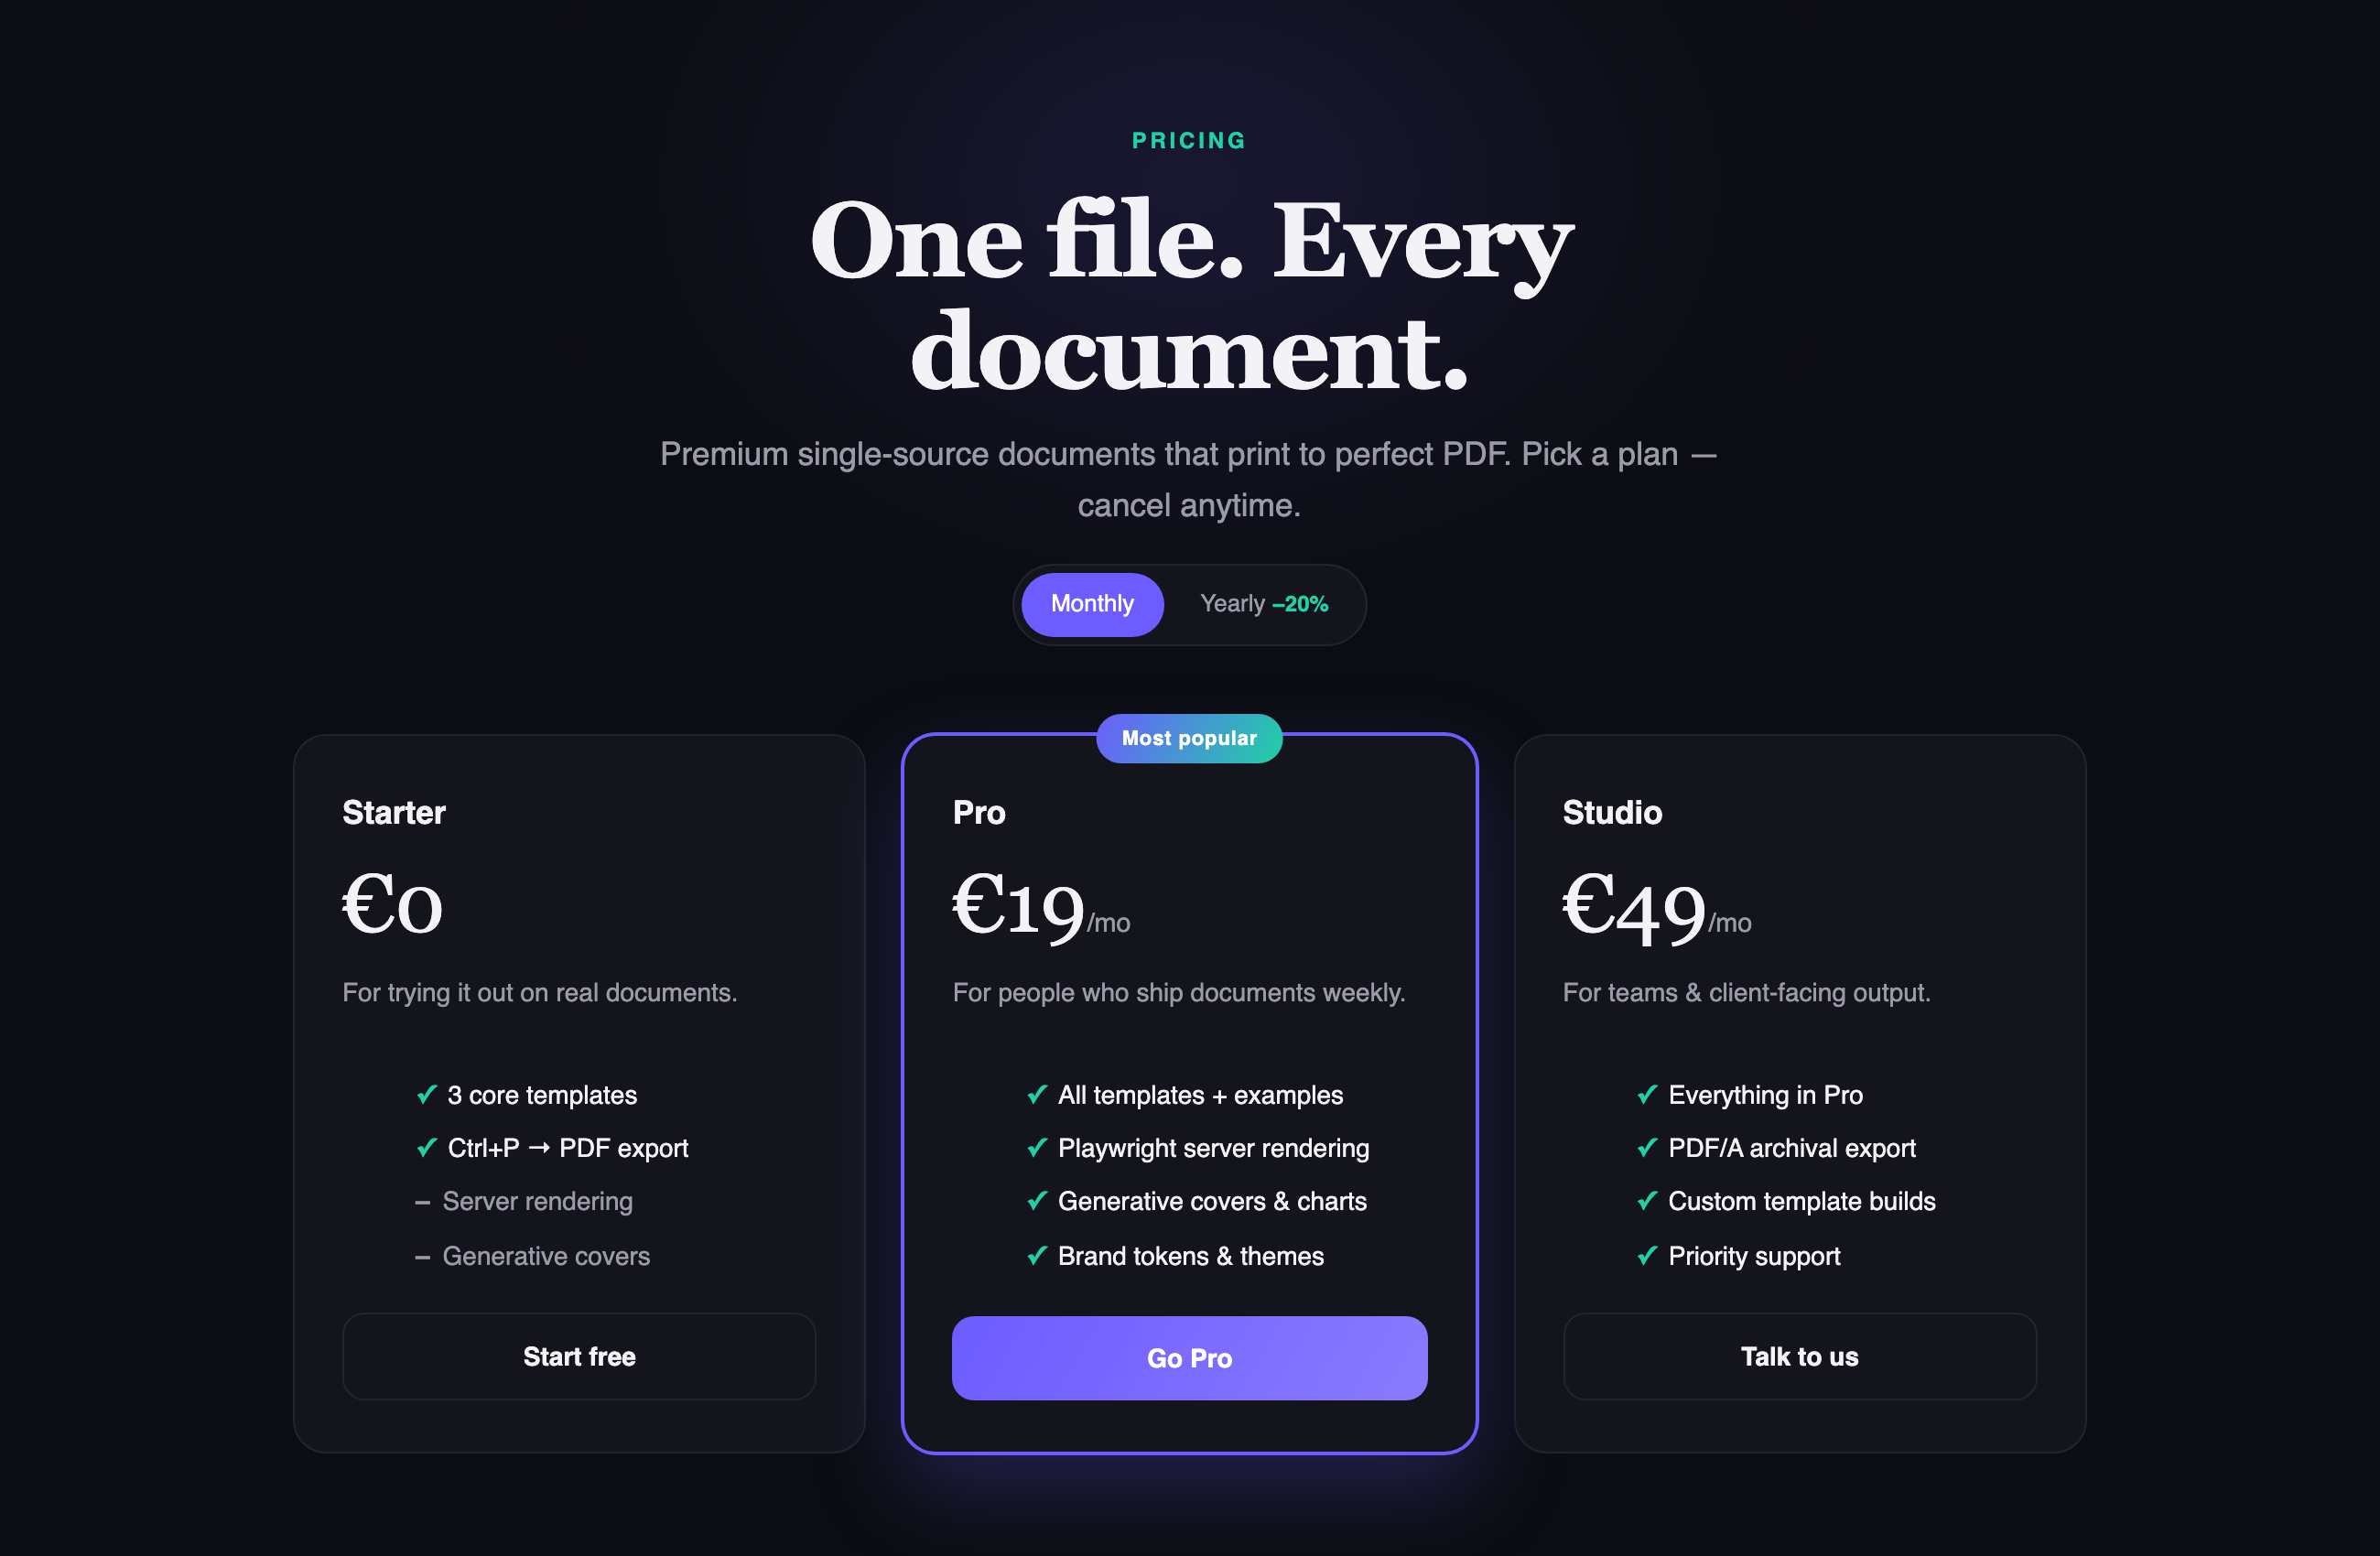 PRICING
One file. Every
document.
Premium single-source documents that print to perfect PDF. Pick a plan —
cancel anytime.
Monthly Yearly –20%
Starter
€0
For trying it out on real documents.
✓ 3 core templates
✓ Ctrl+P → PDF export
– Server rendering
– Generative covers
Start free
Most popular
Pro
€19/mo
For people who ship documents weekly.
✓ All templates + examples
✓ Playwright server rendering
✓ Generative covers & charts
✓ Brand tokens & themes
Go Pro
Studio
€49/mo
For teams & client-facing output.
✓ Everything in Pro
✓ PDF/A archival export
✓ Custom template builds
✓ Priority support
Talk to us